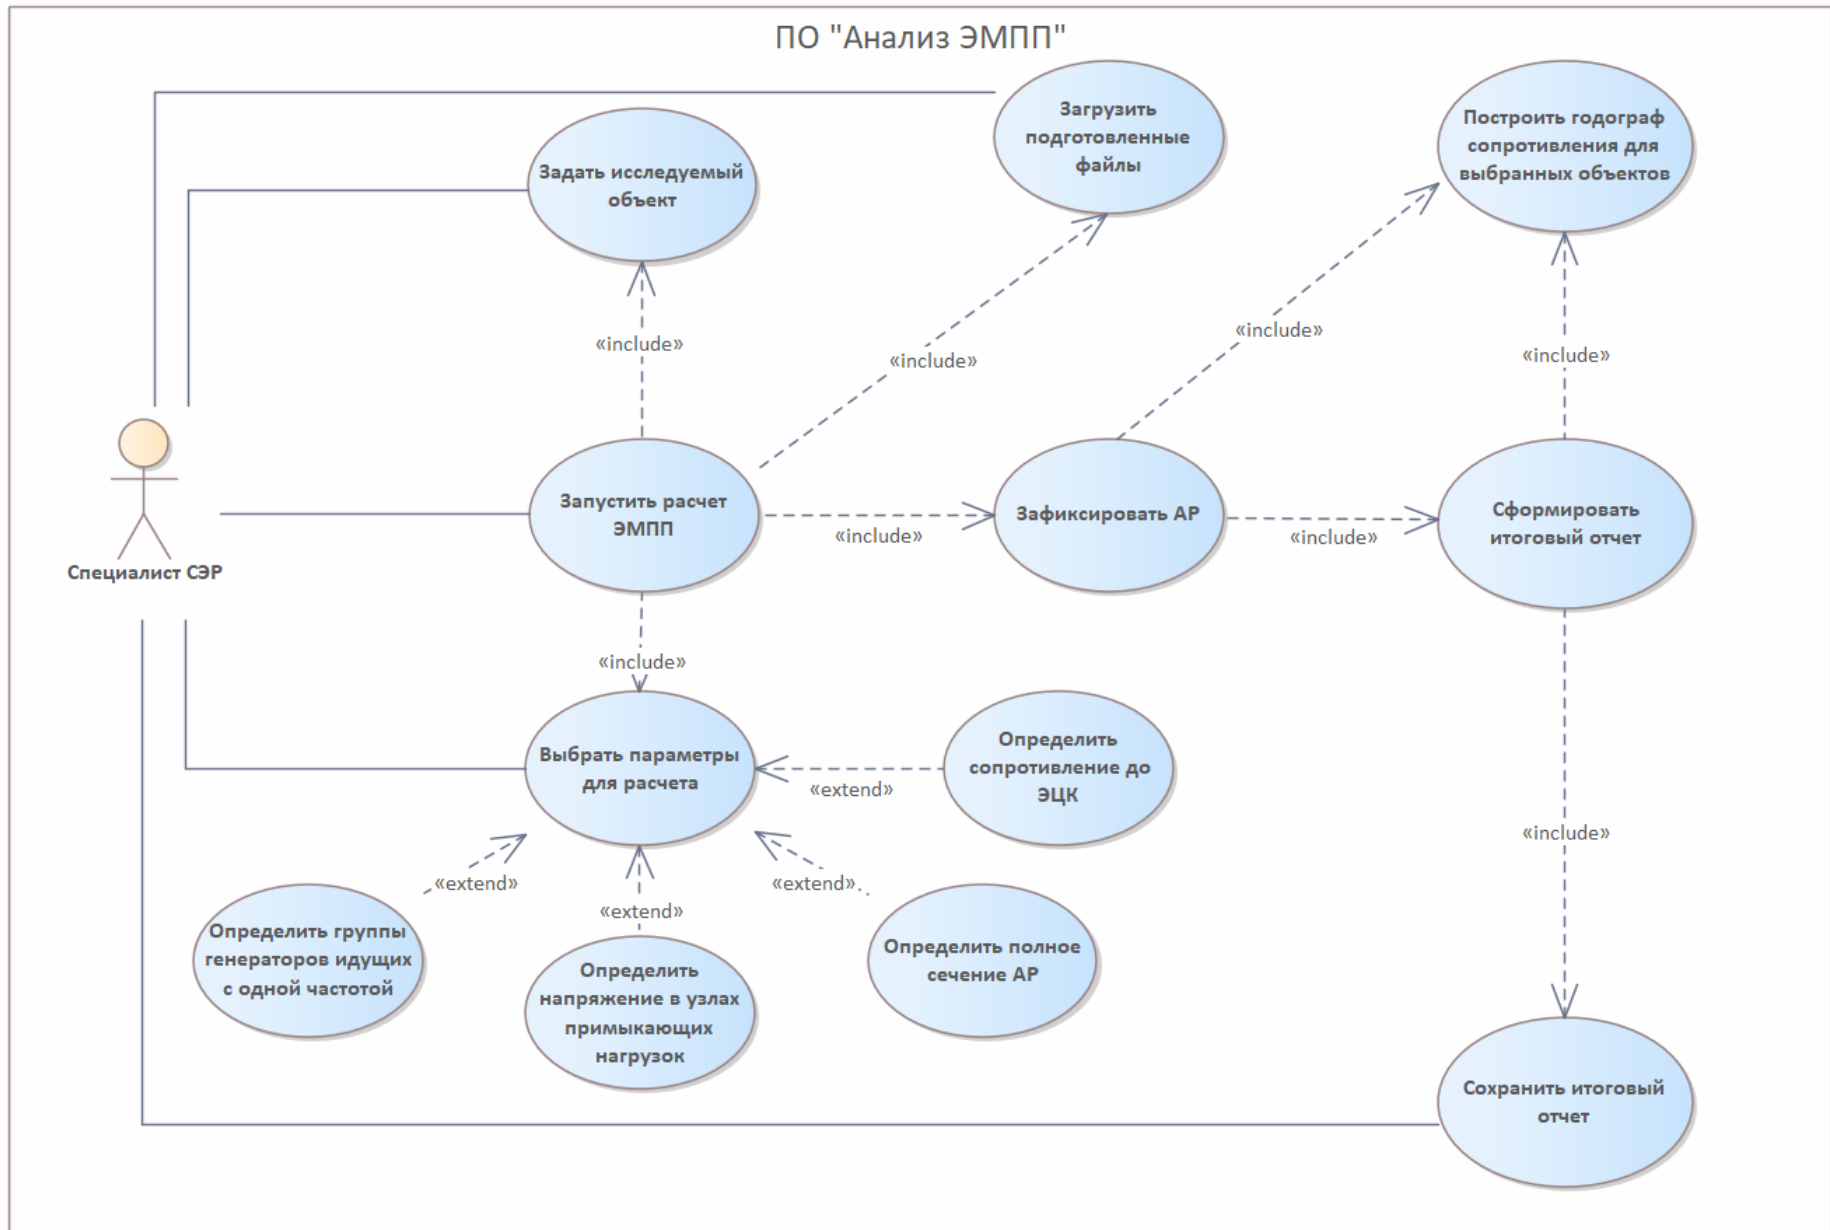 ПО "Анализ ЭМПП"
Загрузить
подготовленные
файлы
Построить годограф
сопротивления для
выбранных объектов
Задать исследуемый
объект
«include»
«include»
«include»
«include»
Запустить расчет
ЭМПП
«include»
Зафиксировать АР
«include»
Сформировать
итоговый отчет
Специалист СЭР
«include»
Выбрать параметры
для расчета
«extend»
Определить
сопротивление до
ЭЦК
«include»
«extend»
«extend»
«extend»
Определить группы
генераторов идущих
с одной частотой
Определить
напряжение в узлах
примыкающих
нагрузок
Определить полное
сечение АР
Сохранить итоговый
отчет